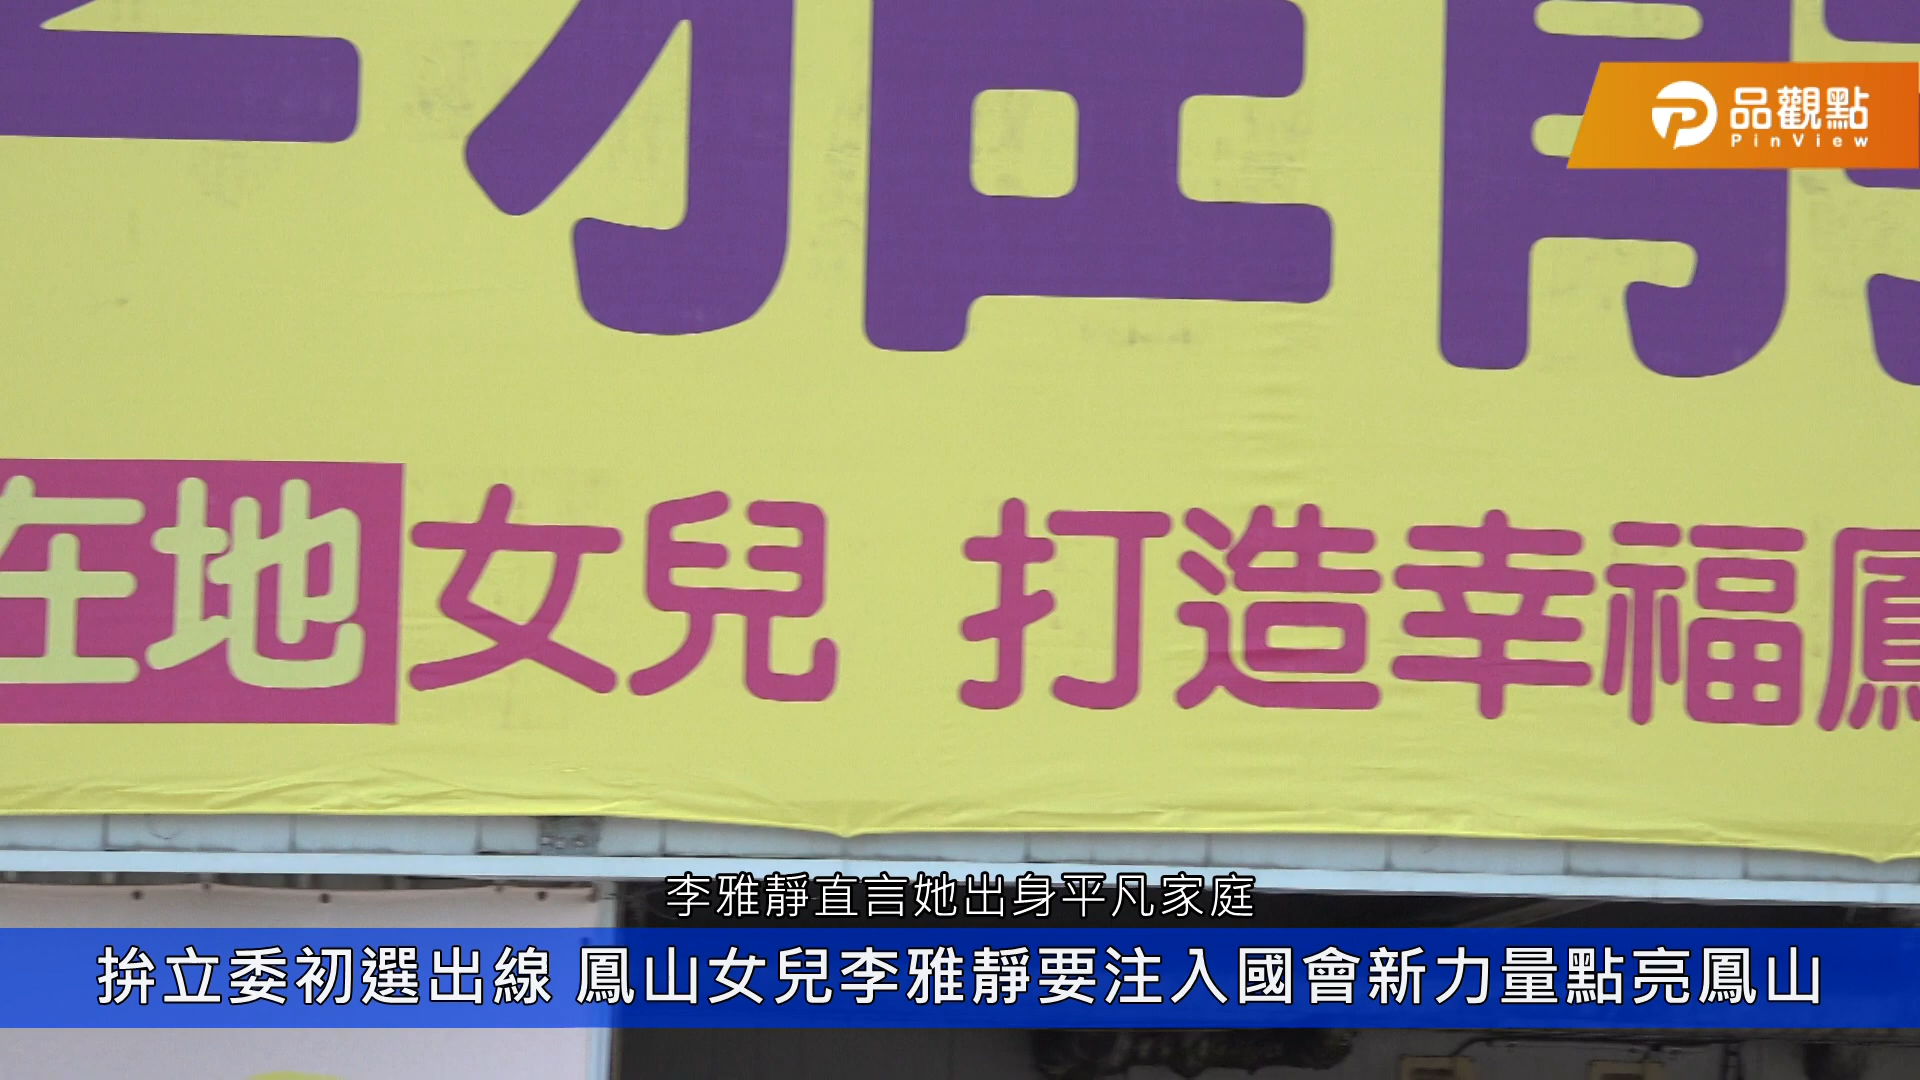 雅
品觀點
PinView
在地女兒 打造幸福鳳
李雅靜直言她出身平凡家庭
拚立委初選出線 鳳山女兒李雅靜要注入國會新力量點亮鳳山